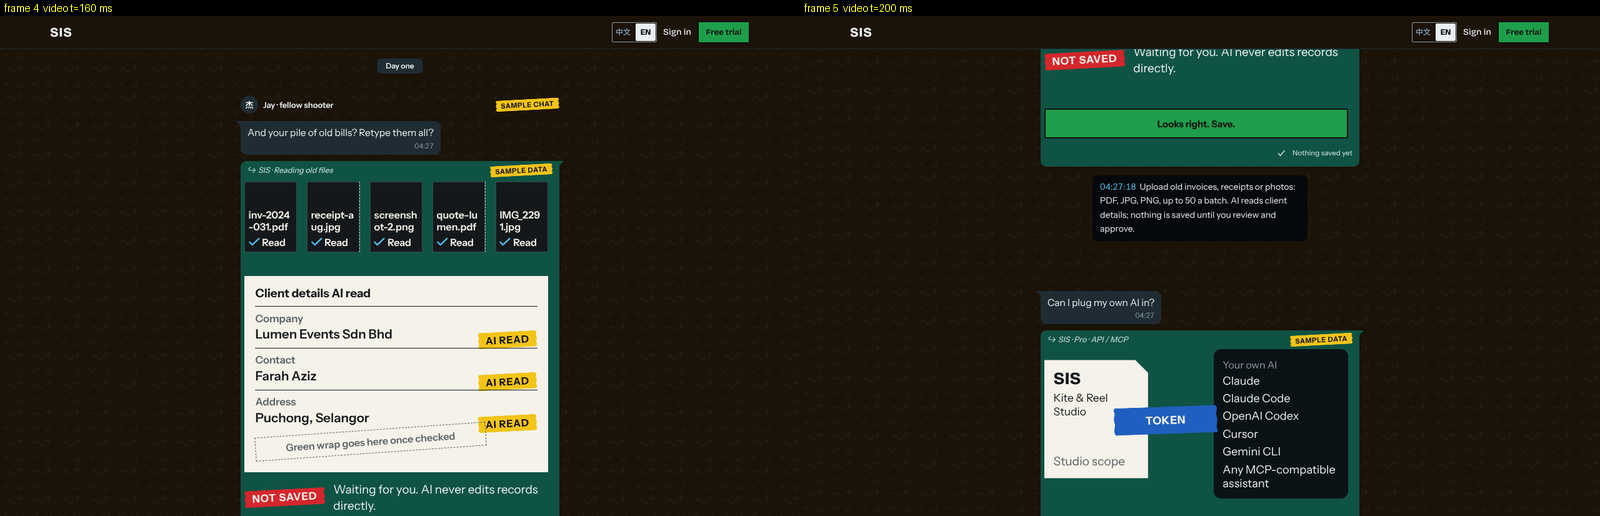 frame 4 video t=160 ms
SIS
中文 EN Sign in Free trial
Day one
杰 Jay · fellow shooter
SAMPLE CHAT
And your pile of old bills? Retype them all?
04:27
↪ SIS · Reading old files
SAMPLE DATA
inv-2024
-031.pdf
✓ Read
receipt-a
ug.jpg
✓ Read
screensh
ot-2.png
✓ Read
quote-lu
men.pdf
✓ Read
IMG_229
1.jpg
✓ Read
Client details AI read
Company
Lumen Events Sdn Bhd
AI READ
Contact
Farah Aziz
AI READ
Address
Puchong, Selangor
AI READ
Green wrap goes here once checked
NOT SAVED
Waiting for you. AI never edits records
directly.
frame 5 video t=200 ms
SIS
中文 EN Sign in Free trial
NOT SAVED
Waiting for you. AI never edits records
directly.
Looks right. Save.
✓ Nothing saved yet
04:27:18 Upload old invoices, receipts or photos:
PDF, JPG, PNG, up to 50 a batch. AI reads client
details; nothing is saved until you review and
approve.
Can I plug my own AI in?
04:27
↪ SIS · Pro · API / MCP
SAMPLE DATA
SIS
Kite & Reel
Studio
Studio scope
TOKEN
Your own AI
Claude
Claude Code
OpenAI Codex
Cursor
Gemini CLI
Any MCP-compatible
assistant